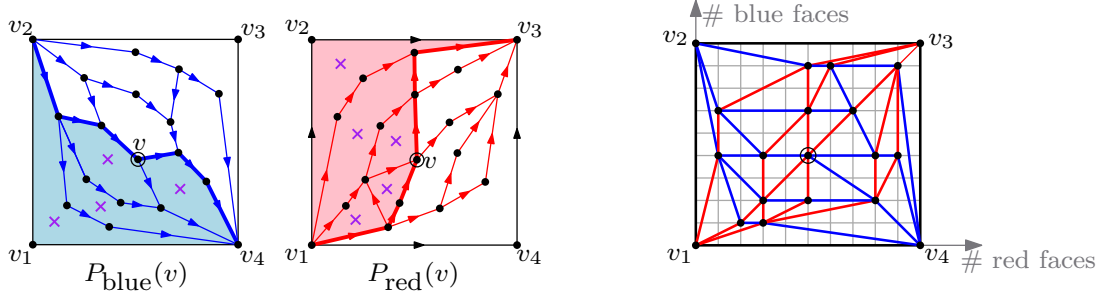 # blue faces
v2 v3 v2 v3 v2 v3
v v
v1 v4 v1 v4 v1 v4
# red faces
P_blue(v) P_red(v)